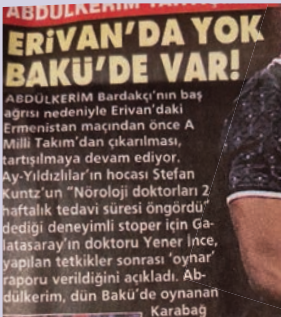 ABDÜLKERİM
ERİVAN'DA YOK
BAKÜ'DE VAR!
ABDÜLKERİM Bardakçı'nın baş
ağrısı nedeniyle Erivan'daki
Ermenistan maçından önce A
Milli Takım'dan çıkarılması,
tartışılmaya devam ediyor.
Ay-Yıldızlılar'ın hocası Stefan
Kuntz'un "Nöroloji doktorları 2
haftalık tedavi süresi öngördü"
dediği deneyimli stoper için Ga-
latasaray'ın doktoru Yener İnce,
yapılan tetkikler sonrası 'oynar'
raporu verildiğini açıkladı. Ab-
dülkerim, dün Bakü'de oynanan
Karabağ